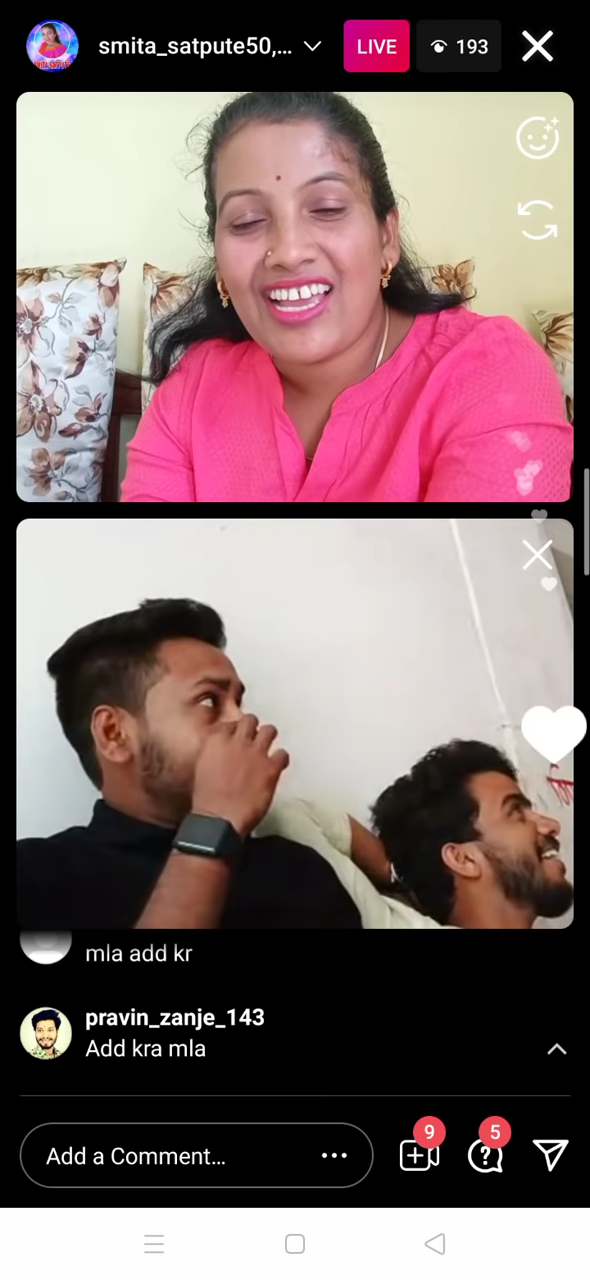 smita_satpute50,...
LIVE
193
mla add kr
pravin_zanje_143
Add kra mla
Add a Comment...
9
5